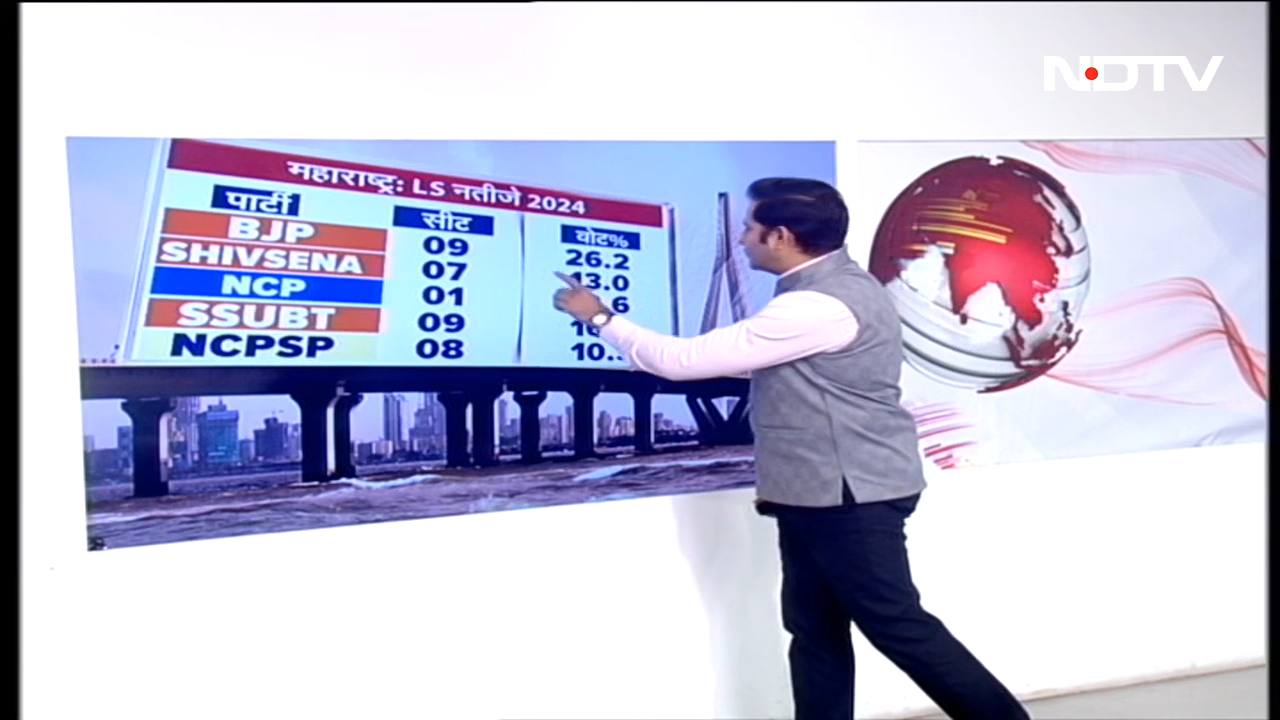 NDTV
महाराष्ट्र: LS नतीजे 2024
पार्टी सीट वोट%
BJP 09 26.2
SHIVSENA 07 13.0
NCP 01
SSUBT 09
NCPSP 08